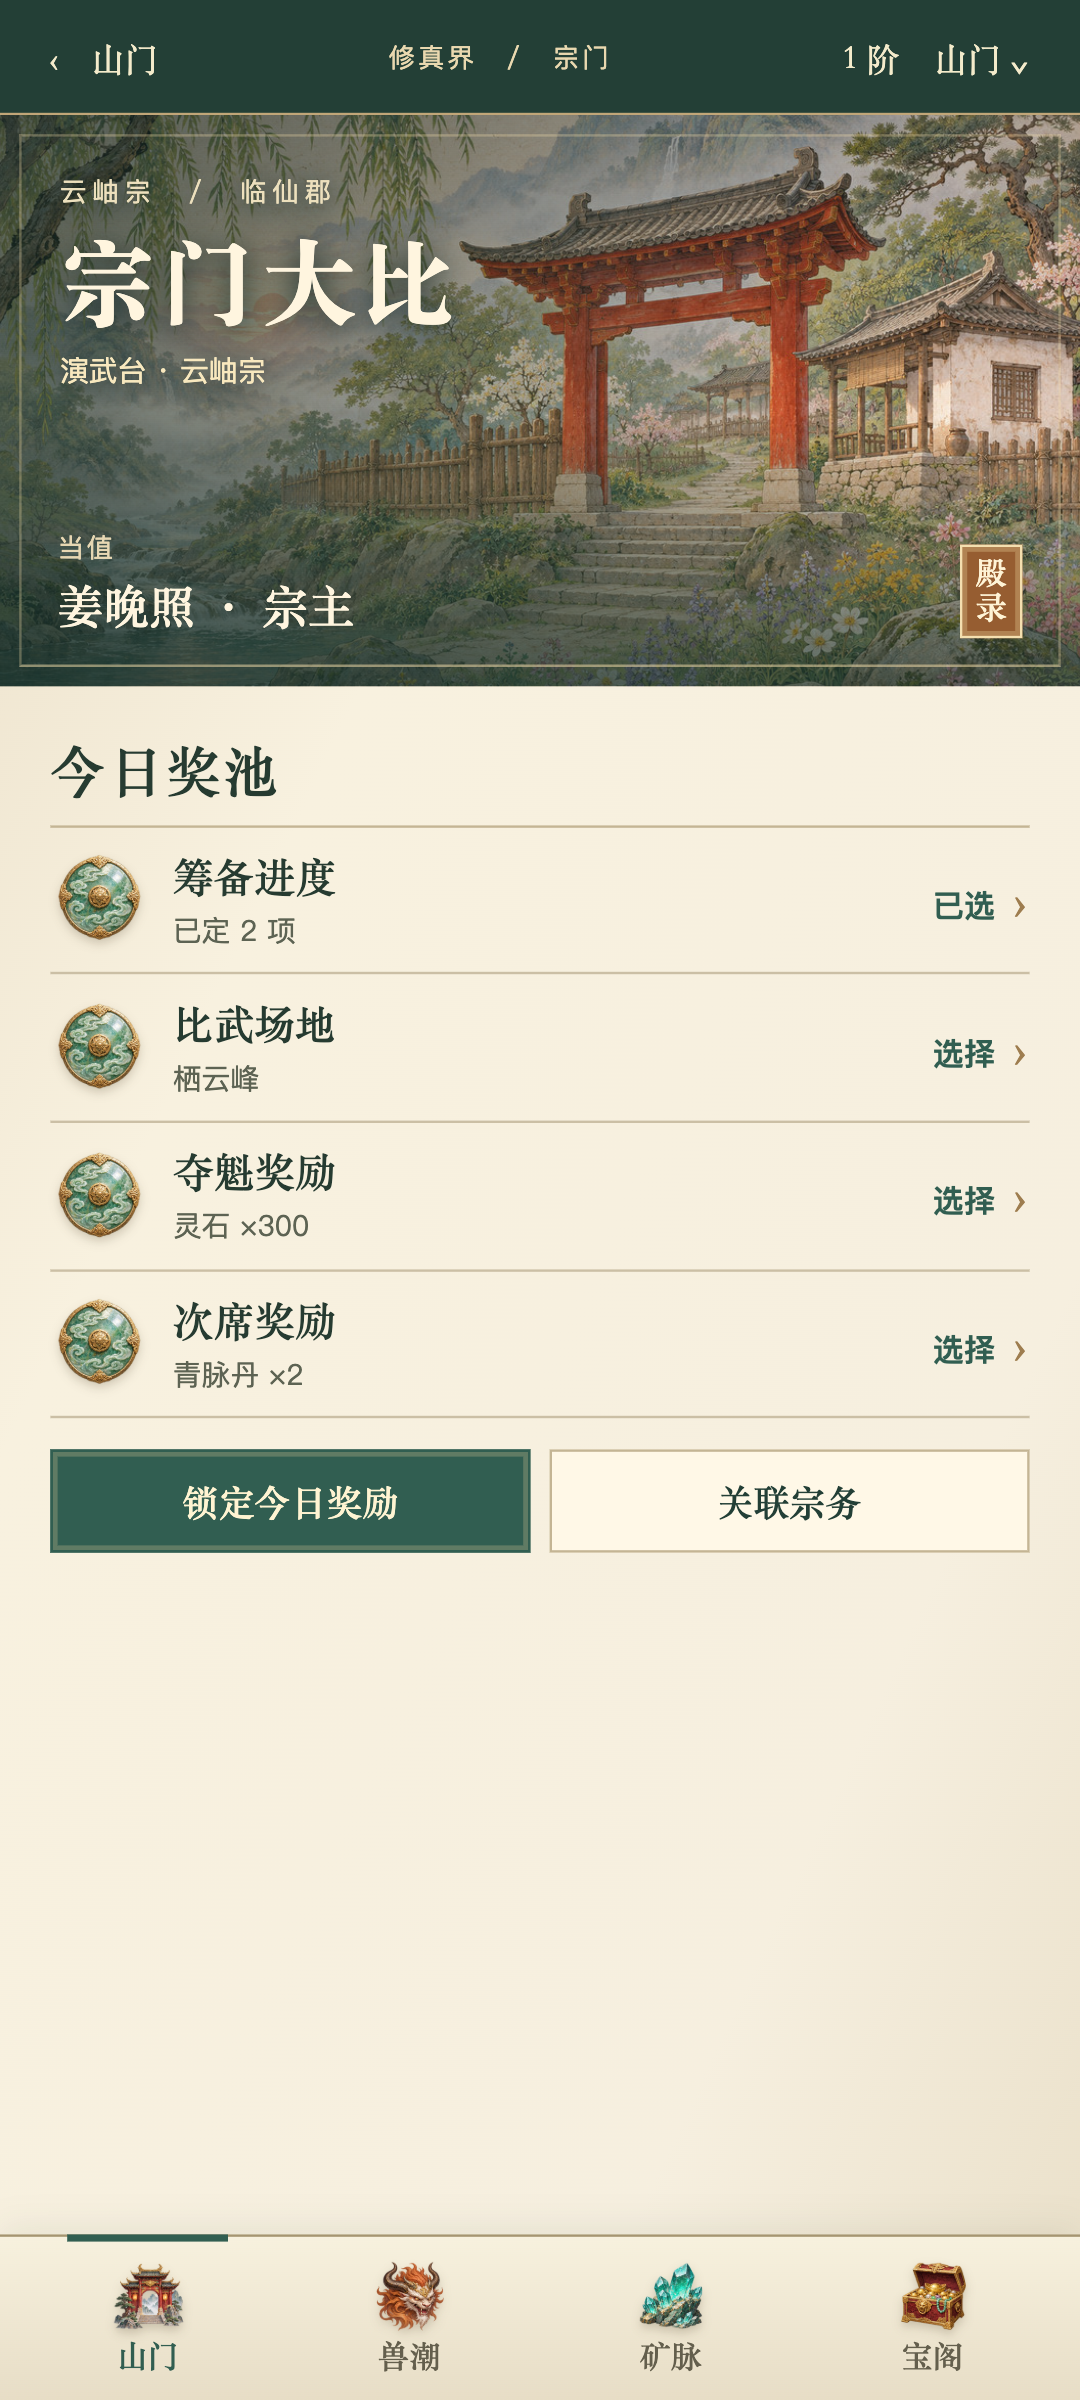 ‹ 山门 修真界 / 宗门 1 阶 山门
云岫宗 / 临仙郡
宗门大比
演武台 · 云岫宗
当值
姜晚照 · 宗主
殿录
今日奖池
筹备进度
已定 2 项
已选 ›
比武场地
栖云峰
选择 ›
夺魁奖励
灵石 ×300
选择 ›
次席奖励
青脉丹 ×2
选择 ›
锁定今日奖励 关联宗务
山门 兽潮 矿脉 宝阁